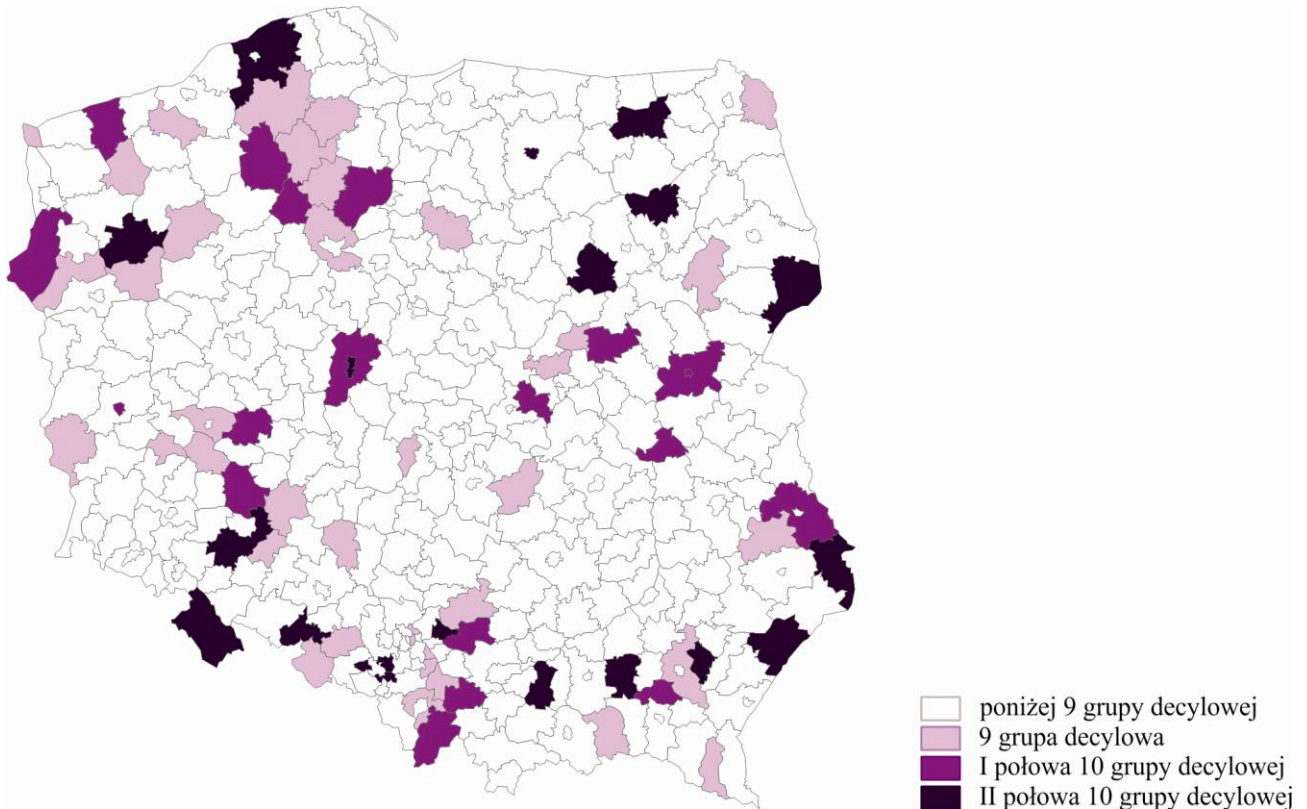 poniżej 9 grupy decylowej
9 grupa decylowa
I połowa 10 grupy decylowej
II połowa 10 grupy decylowej